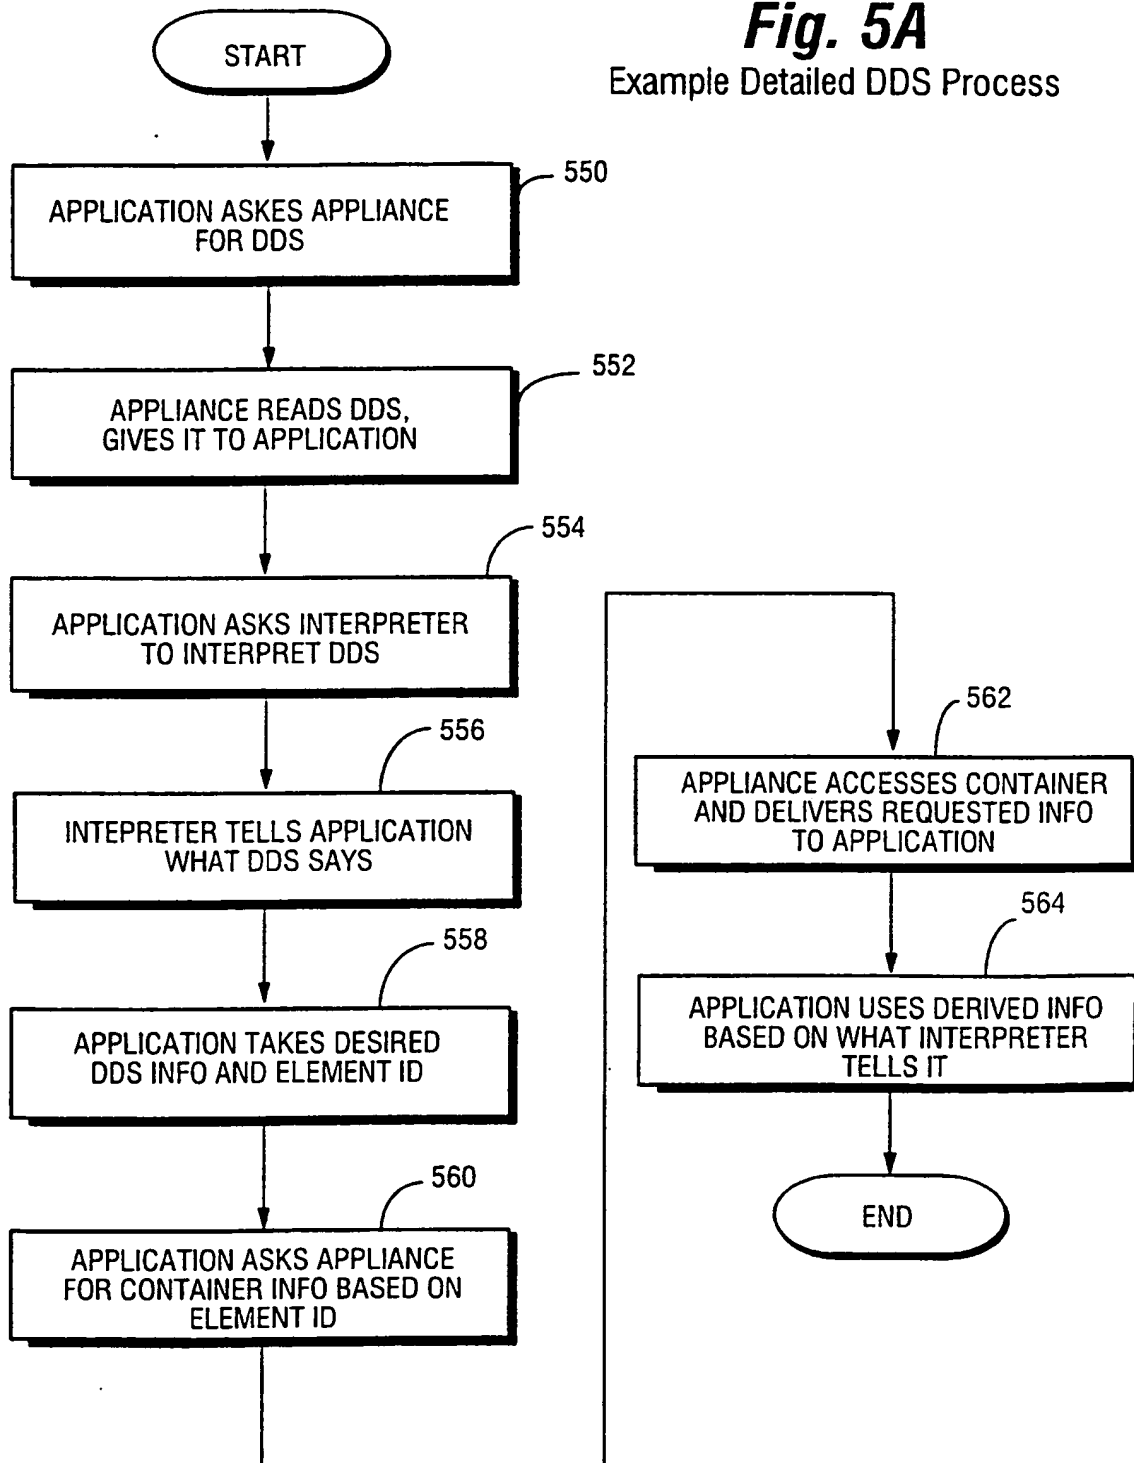 Fig. 5A
Example Detailed DDS Process
START
550
APPLICATION ASKES APPLIANCE
FOR DDS
552
APPLIANCE READS DDS,
GIVES IT TO APPLICATION
554
APPLICATION ASKS INTERPRETER
TO INTERPRET DDS
556
INTEPRETER TELLS APPLICATION
WHAT DDS SAYS
558
APPLICATION TAKES DESIRED
DDS INFO AND ELEMENT ID
560
APPLICATION ASKS APPLIANCE
FOR CONTAINER INFO BASED ON
ELEMENT ID
562
APPLIANCE ACCESSES CONTAINER
AND DELIVERS REQUESTED INFO
TO APPLICATION
564
APPLICATION USES DERIVED INFO
BASED ON WHAT INTERPRETER
TELLS IT
END